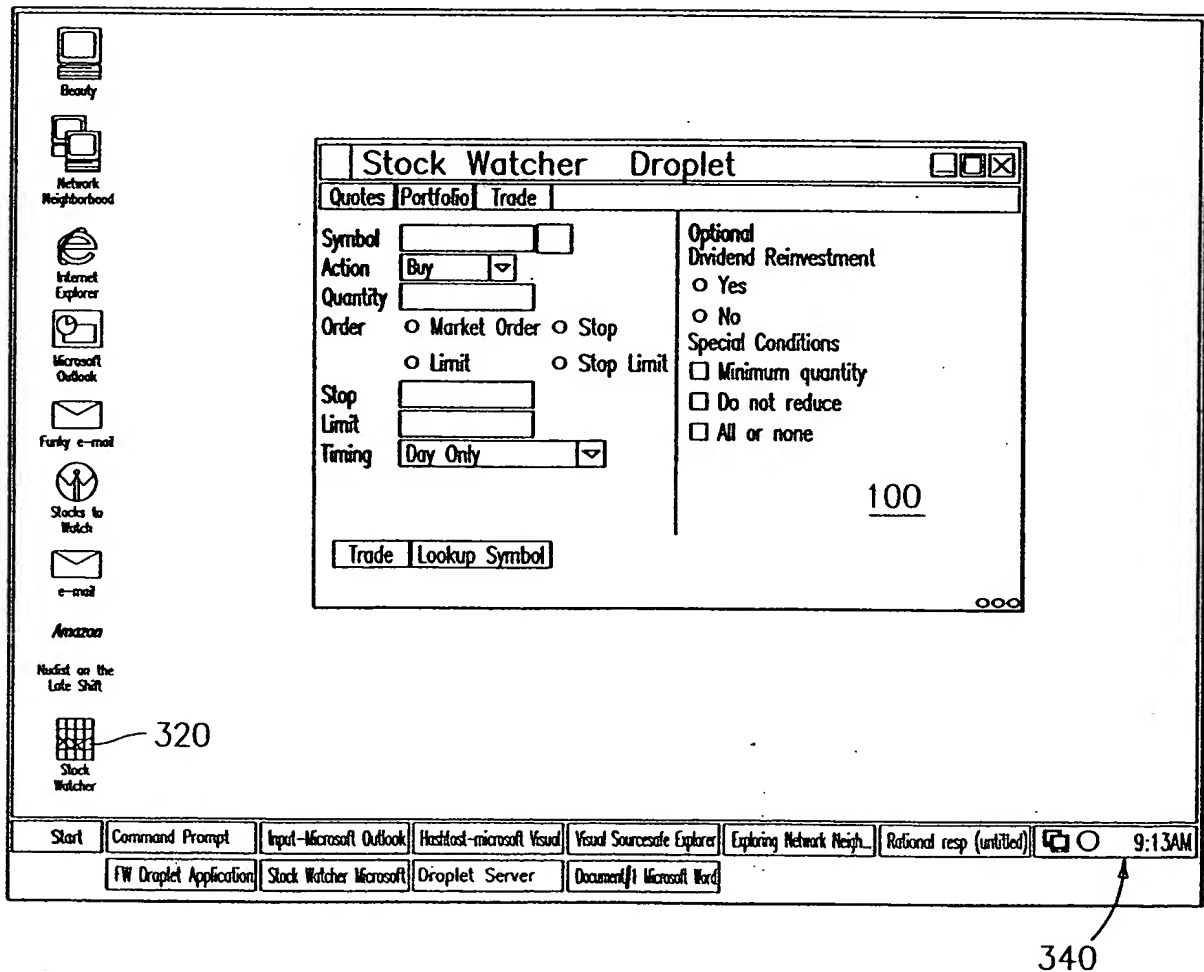 Beauty
Network
Neighborhood
Internet
Explorer
Microsoft
Outlook
Funky e-mail
Stocks to
Watch
e-mail
Amazon
Nudist on the
Late Shift
320
Stock
Watcher
Stock Watcher Droplet
Quotes Portfolio Trade
Symbol
Action Buy
Quantity
Order Market Order Stop
Limit Stop Limit
Stop
Limit
Timing Day Only
Optional
Dividend Reinvestment
Yes
No
Special Conditions
Minimum quantity
Do not reduce
All or none
100
Trade Lookup Symbol
Start Command Prompt Input-Microsoft Outlook Hashtost-microsoft Visual Visual Sourcesafe Explorer Exploring Network Neigh... Rational resp (untitled) 9:13AM
FW Droplet Application Stock Watcher Microsoft Droplet Server Document#1 Microsoft Word
340